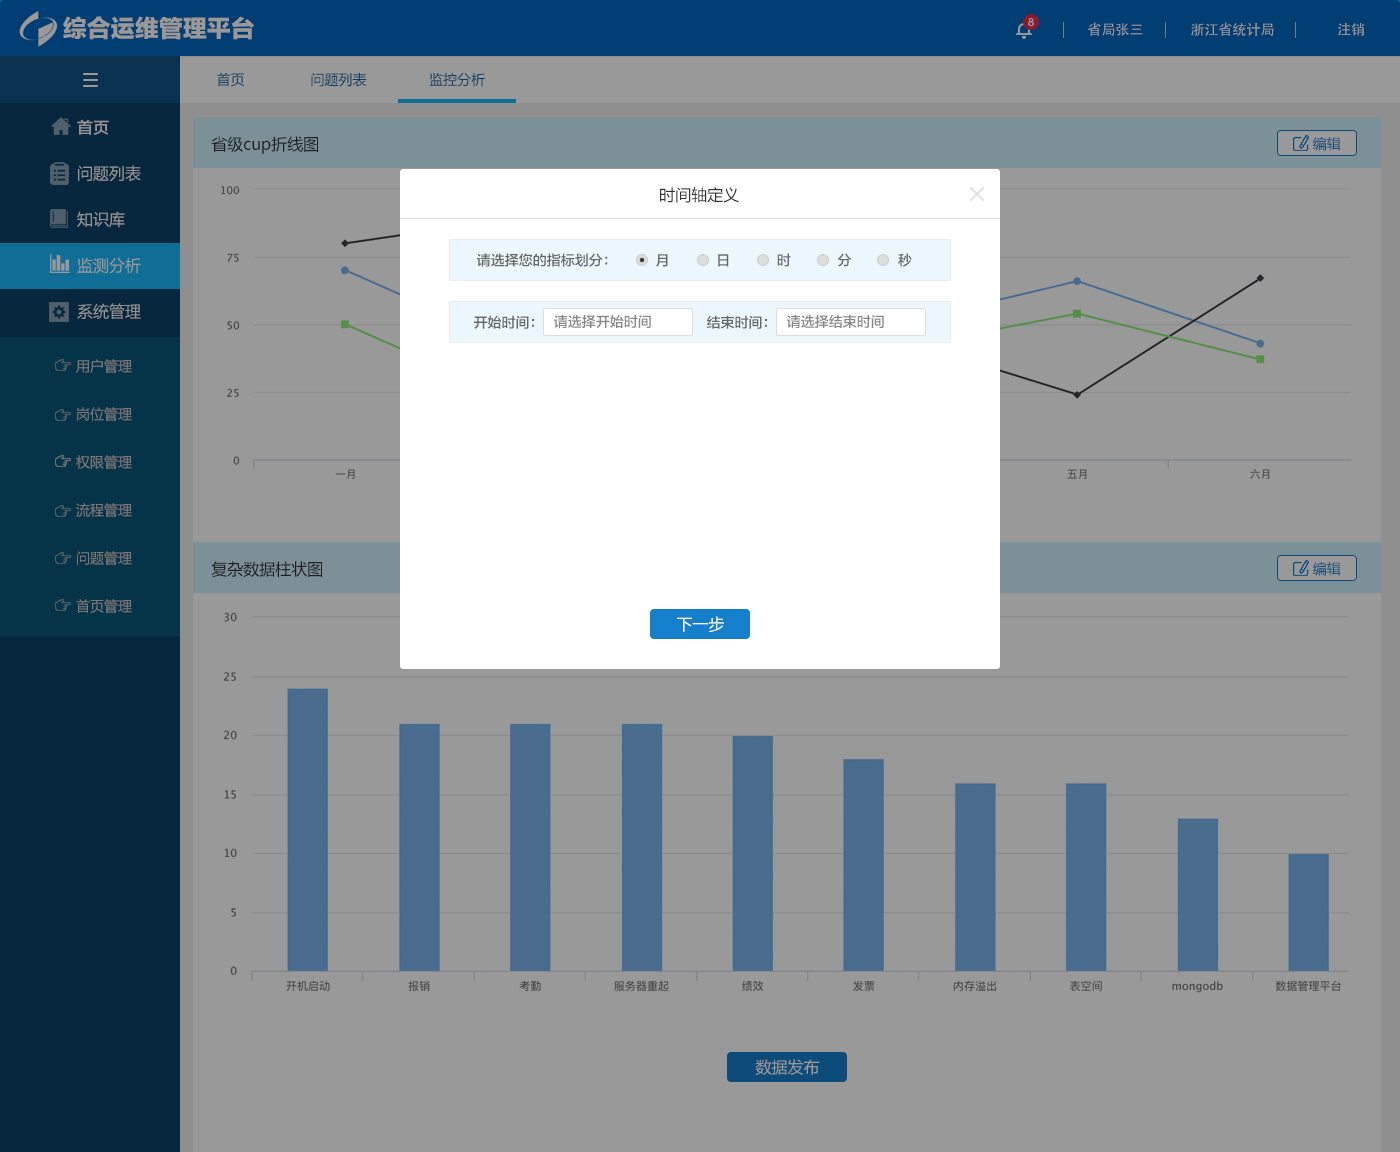 综合运维管理平台
8
省局张三
浙江省统计局
注销
首页
问题列表
监控分析
首页
问题列表
知识库
监测分析
系统管理
用户管理
岗位管理
权限管理
流程管理
问题管理
首页管理
省级cup折线图
编辑
100
75
50
25
0
一月
五月
六月
时间轴定义
请选择您的指标划分：
月
日
时
分
秒
开始时间：
请选择开始时间
结束时间：
请选择结束时间
下一步
复杂数据柱状图
编辑
30
25
20
15
10
5
0
开机启动
报销
考勤
服务器重起
绩效
发票
内存溢出
表空间
mongodb
数据管理平台
数据发布